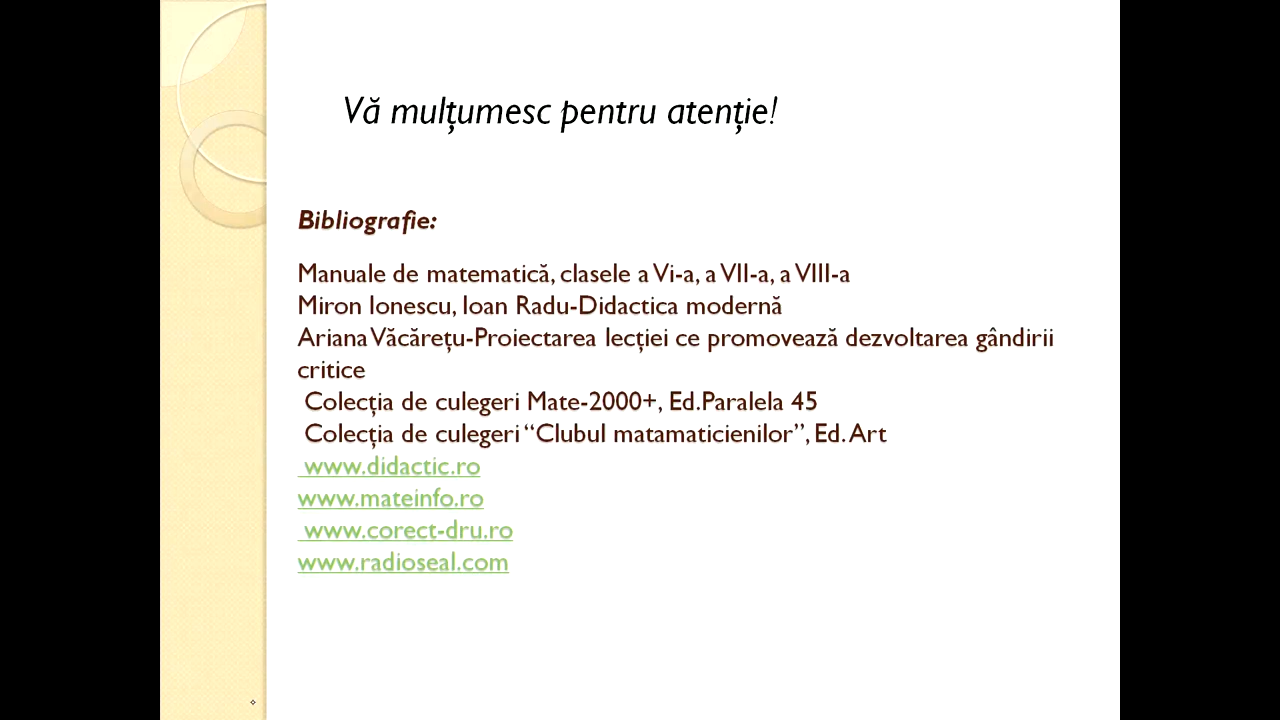 Vă mulțumesc pentru atenție!
Bibliografie:
Manuale de matematică, clasele a Vi-a, a VII-a, a VIII-a
Miron Ionescu, Ioan Radu-Didactica modernă
Ariana Văcărețu-Proiectarea lecției ce promovează dezvoltarea gândirii
critice
Colecția de culegeri Mate-2000+, Ed.Paralela 45
Colecția de culegeri “Clubul matamaticienilor”, Ed. Art
www.didactic.ro
www.mateinfo.ro
www.corect-dru.ro
www.radioseal.com